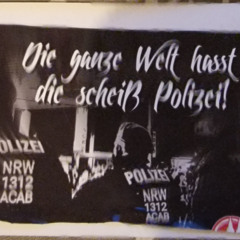 Die ganze Welt hasst
die scheiß Polizei!
POLIZEI
NRW
1312
ACAB
POLIZEI
NRW
1312
ACAB